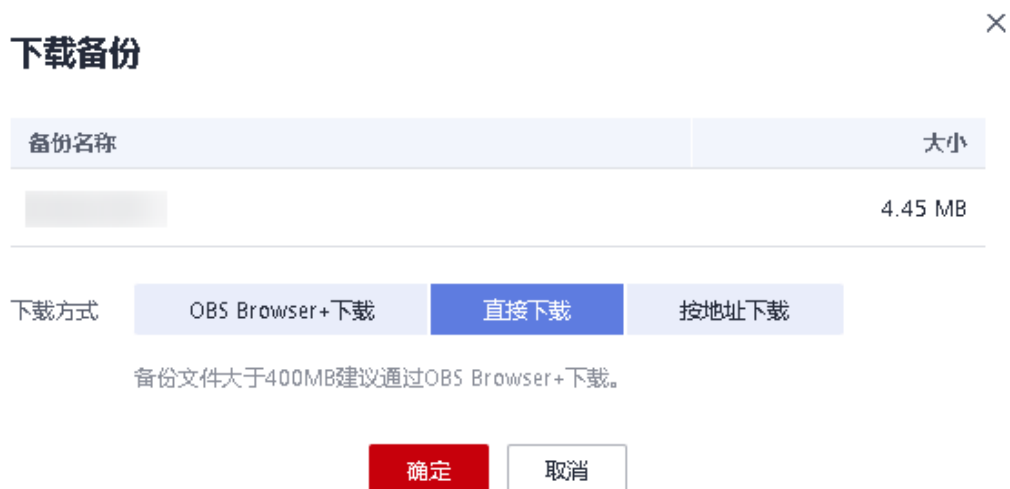 下载备份
备份名称 大小
4.45 MB
下载方式 OBS Browser+下载 直接下载 按地址下载
备份文件大于400MB建议通过OBS Browser+下载。
确定 取消